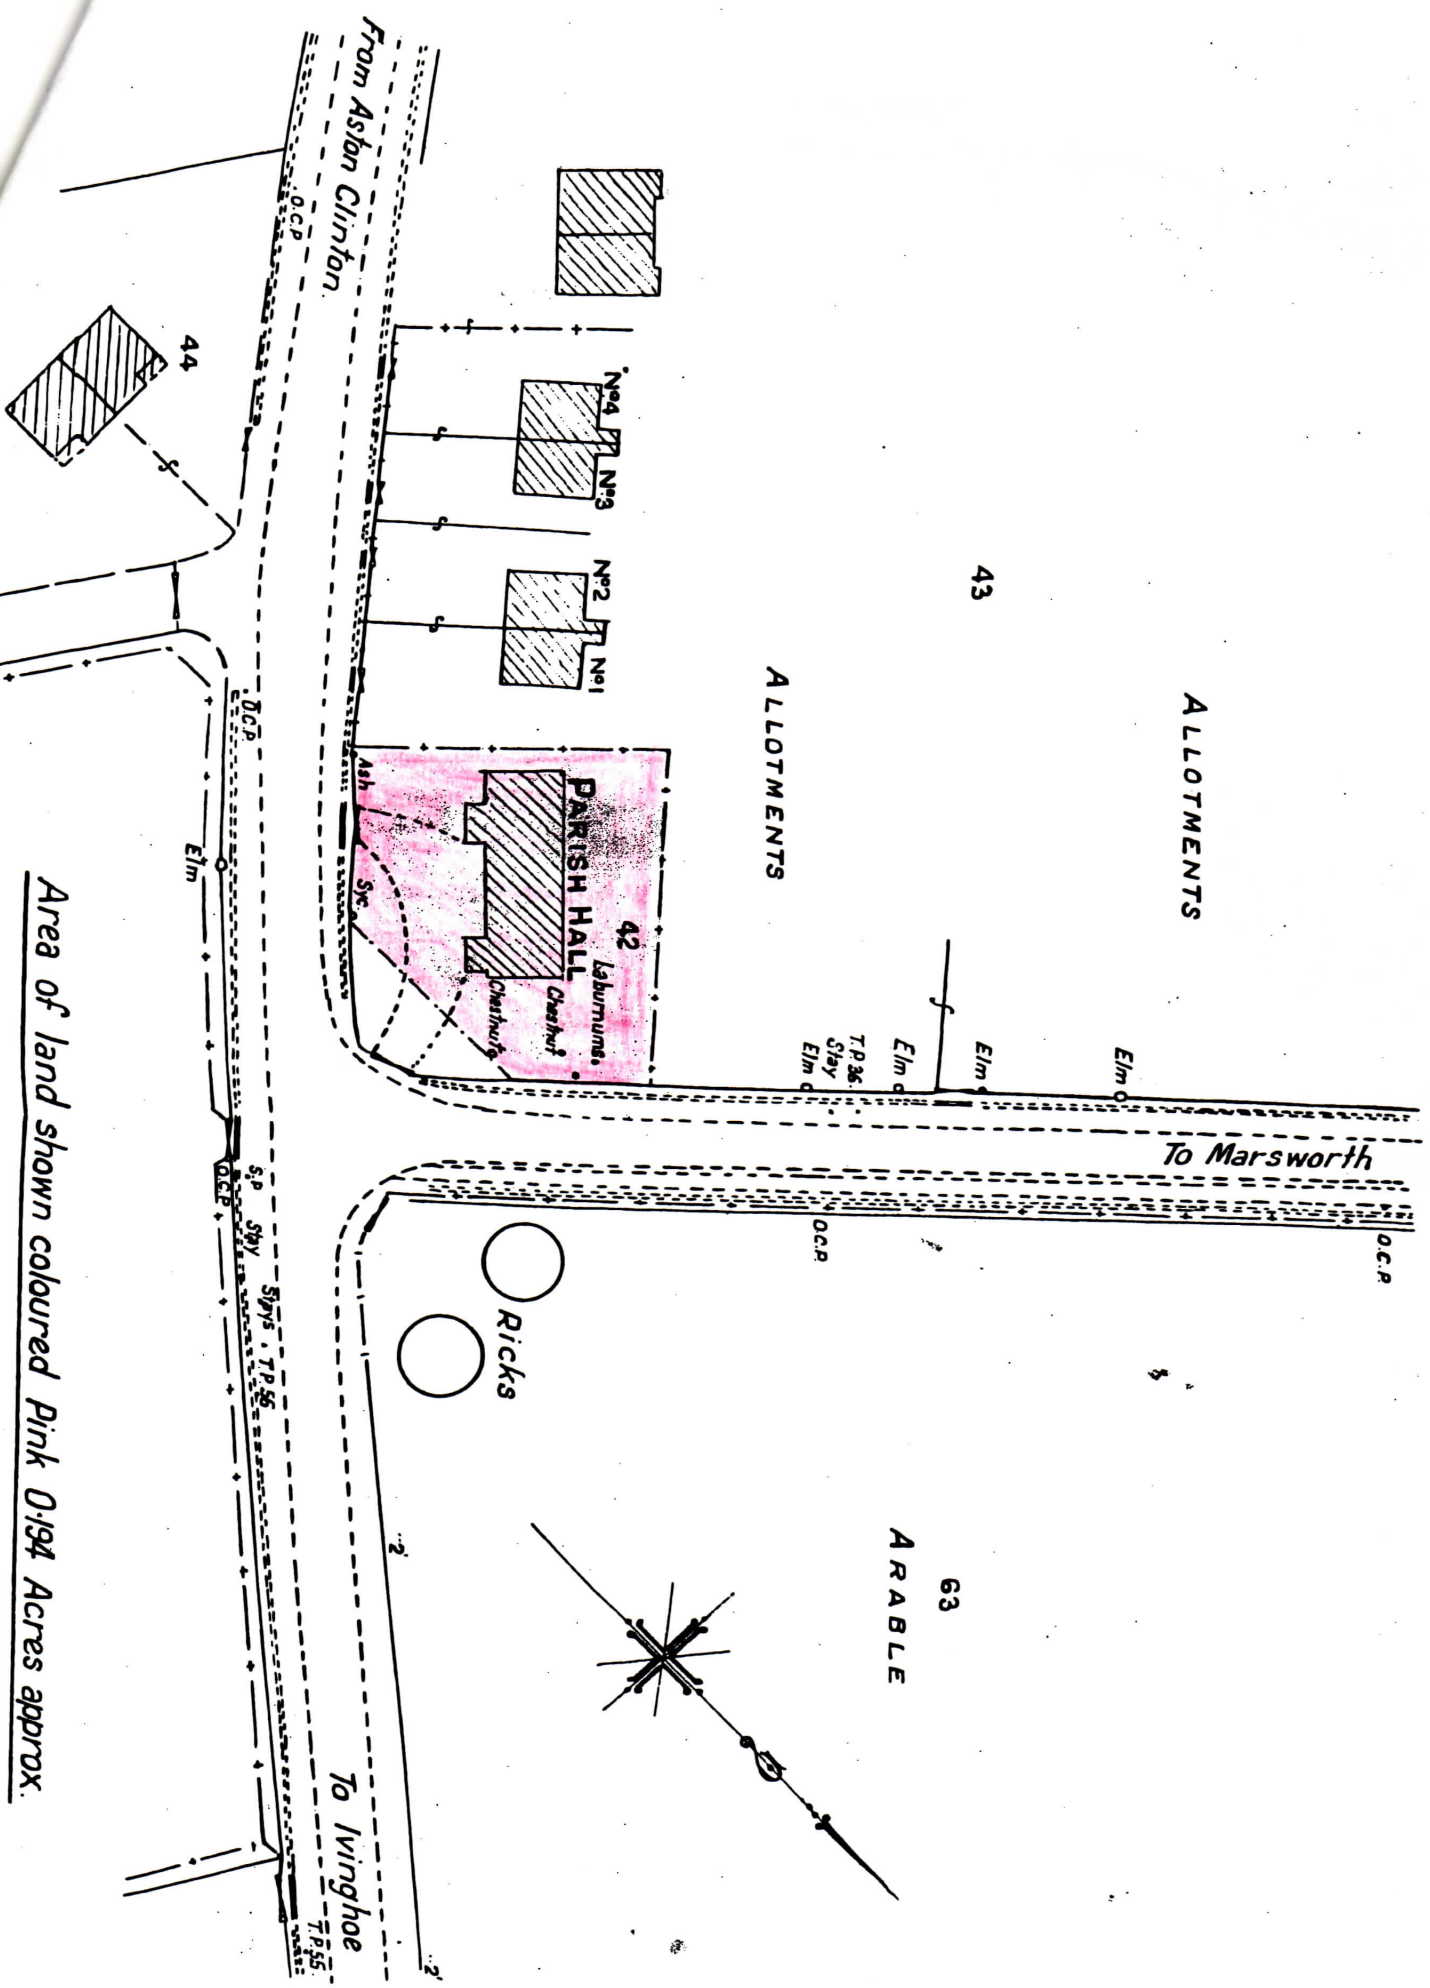 From Aston Clinton.
O.C.P
44
Nº4
Nº3
Nº2
Nº1
43
ALLOTMENTS
ALLOTMENTS
PARISH HALL
42
Laburnums
Chestnut
Chestnuts
Ash
Syc.
O.C.P.
Elm
Elm
T.P.36.
Stay
Elm
Elm
Elm
To Marsworth
O.C.P.
O.C.P.
Ricks
63
ARABLE
S.P
O.C.P
Stay
Stays
T.P.56
2'
2'
To Ivinghoe
T.P.55
Area of land shown coloured Pink 0·194 Acres approx.